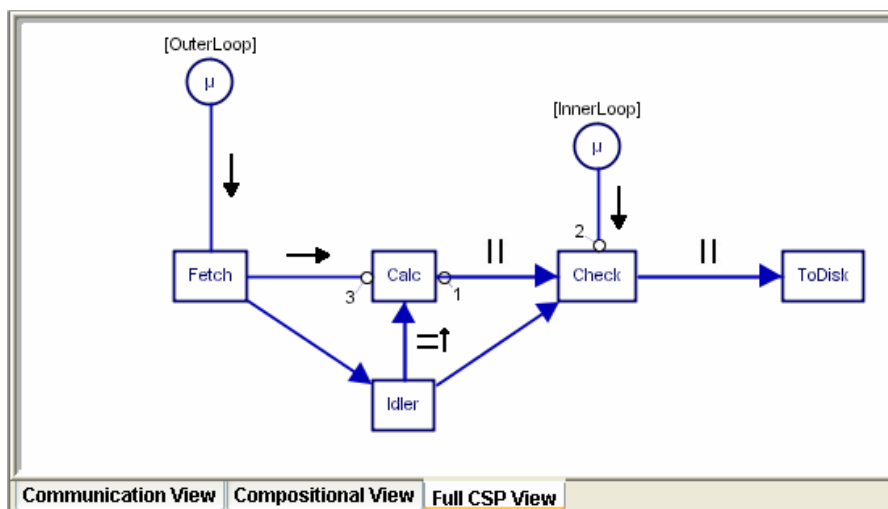 [OuterLoop]
μ
[InnerLoop]
μ
2
Fetch
Calc
Check
ToDisk
3
1
Idler
Communication View
Compositional View
Full CSP View